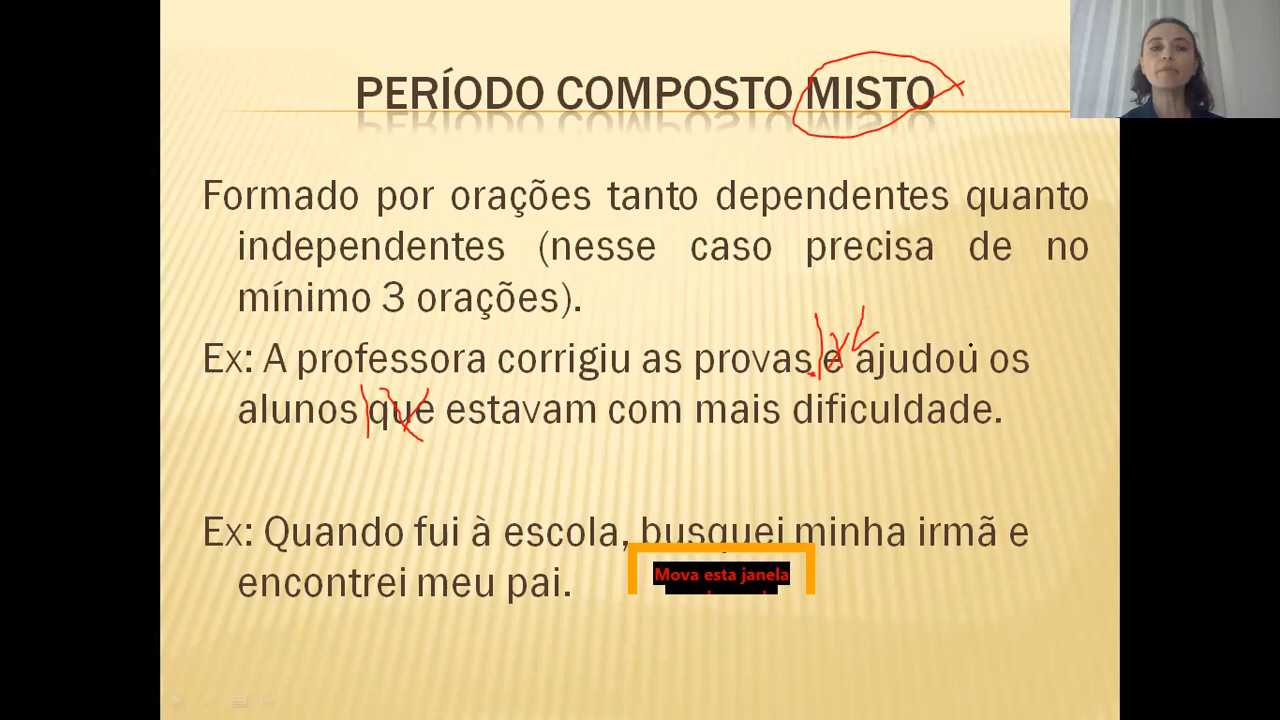 PERÍODO COMPOSTO MISTO
Formado por orações tanto dependentes quanto
independentes (nesse caso precisa de no
mínimo 3 orações).
Ex: A professora corrigiu as provas e ajudou os
alunos que estavam com mais dificuldade.
Ex: Quando fui à escola, busquei minha irmã e
encontrei meu pai.
Mova esta janela